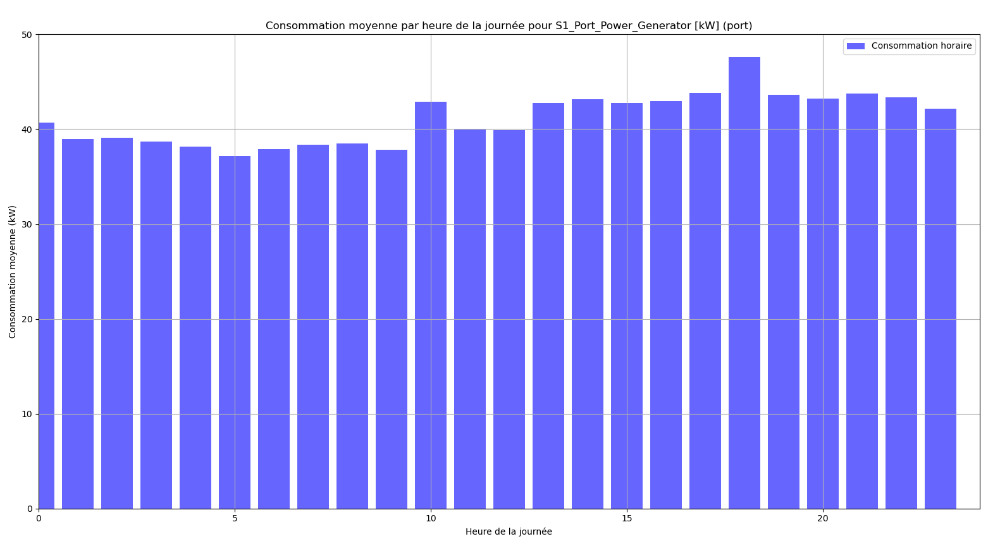 Consommation moyenne par heure de la journée pour S1_Port_Power_Generator [kW] (port)
Consommation horaire
Consommation moyenne (kW)
50
40
30
20
10
0
0 5 10 15 20
Heure de la journée